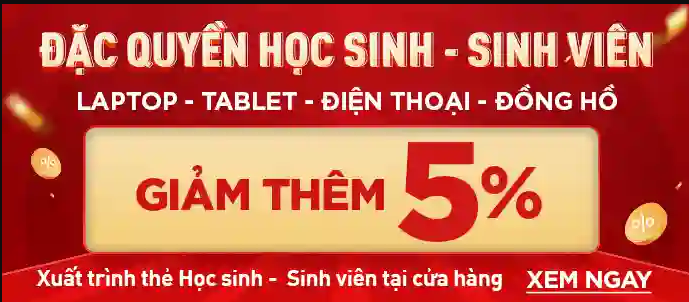 ĐẶC QUYỀN HỌC SINH - SINH VIÊN
LAPTOP - TABLET - ĐIỆN THOẠI - ĐỒNG HỒ
GIẢM THÊM 5%
Xuất trình thẻ Học sinh - Sinh viên tại cửa hàng XEM NGAY